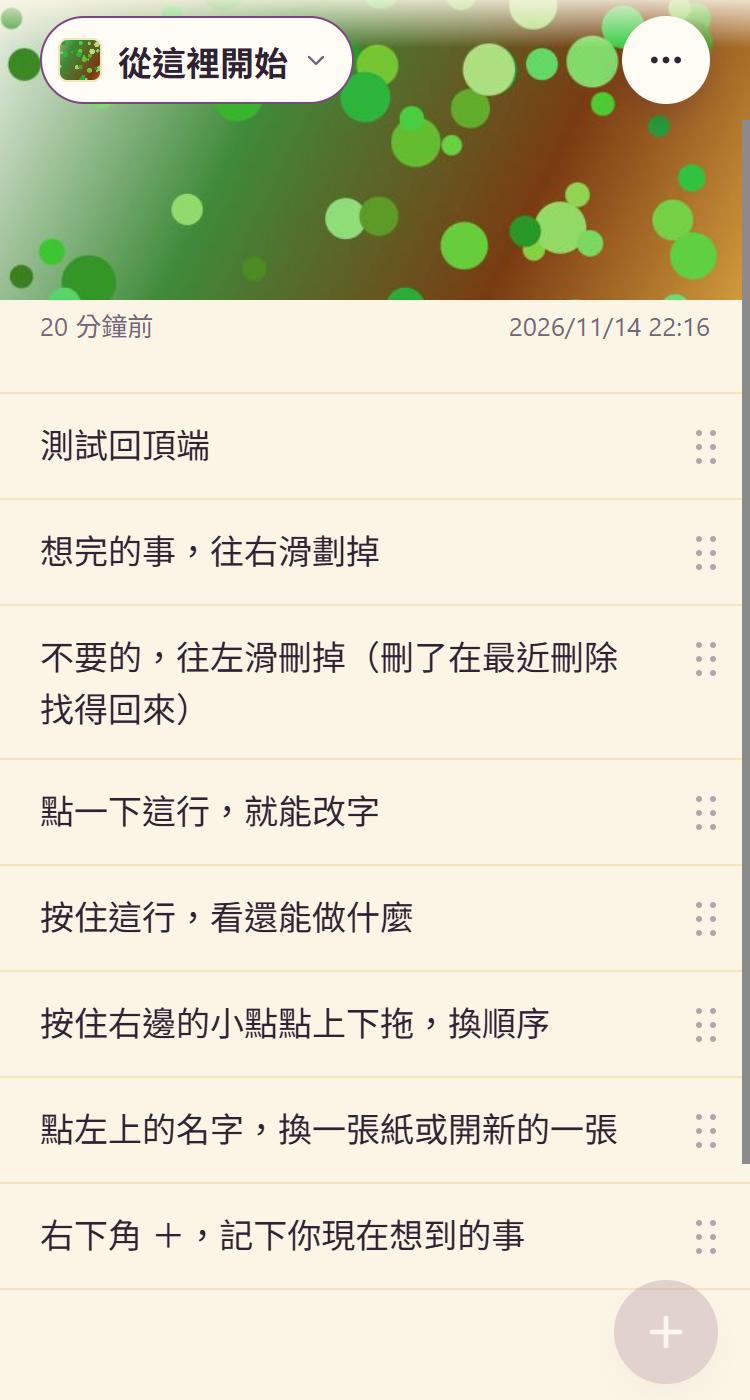 從這裡開始
20 分鐘前
2026/11/14 22:16
測試回頂端
想完的事，往右滑劃掉
不要的，往左滑刪掉（刪了在最近刪除
找得回來）
點一下這行，就能改字
按住這行，看還能做什麼
按住右邊的小點點上下拖，換順序
點左上的名字，換一張紙或開新的一張
右下角 ＋，記下你現在想到的事